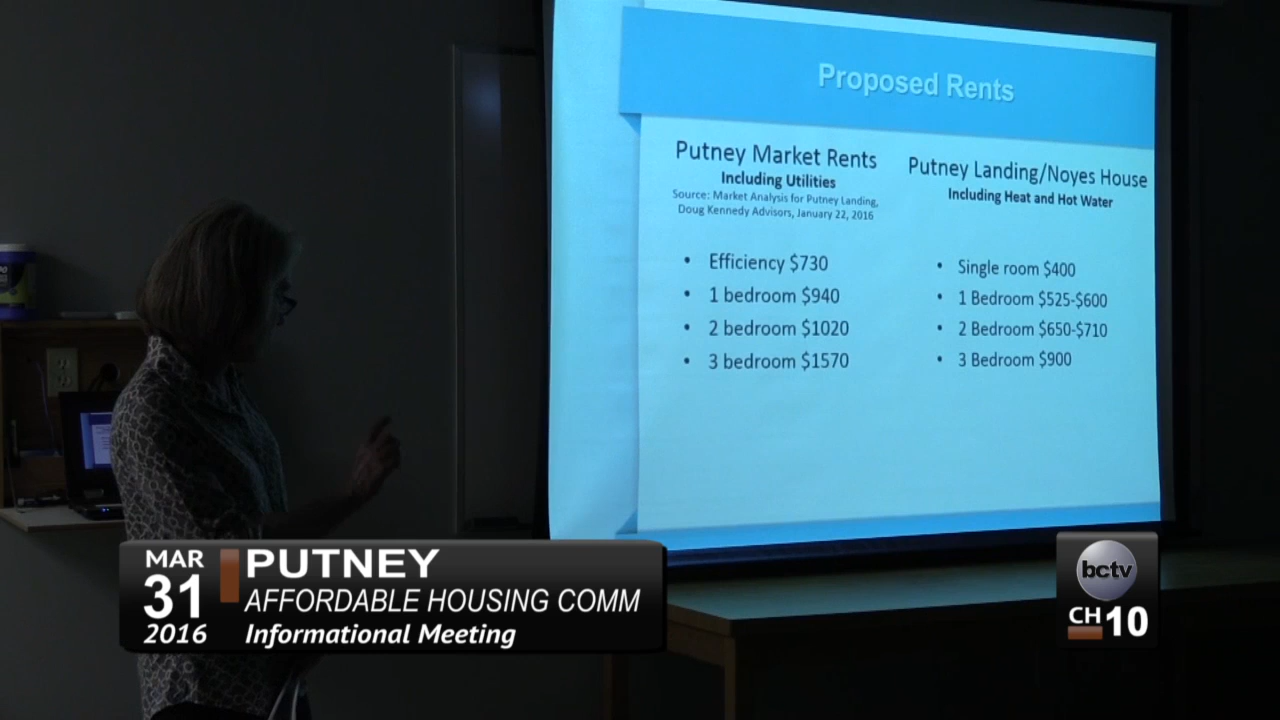 Proposed Rents
Putney Market Rents
Including Utilities
Source: Market Analysis for Putney Landing,
Doug Kennedy Advisors, January 22, 2016
• Efficiency $730
• 1 bedroom $940
• 2 bedroom $1020
• 3 bedroom $1570
Putney Landing/Noyes House
Including Heat and Hot Water
• Single room $400
• 1 Bedroom $525-$600
• 2 Bedroom $650-$710
• 3 Bedroom $900
MAR
31
2016
PUTNEY
AFFORDABLE HOUSING COMM
Informational Meeting
bctv
CH 10